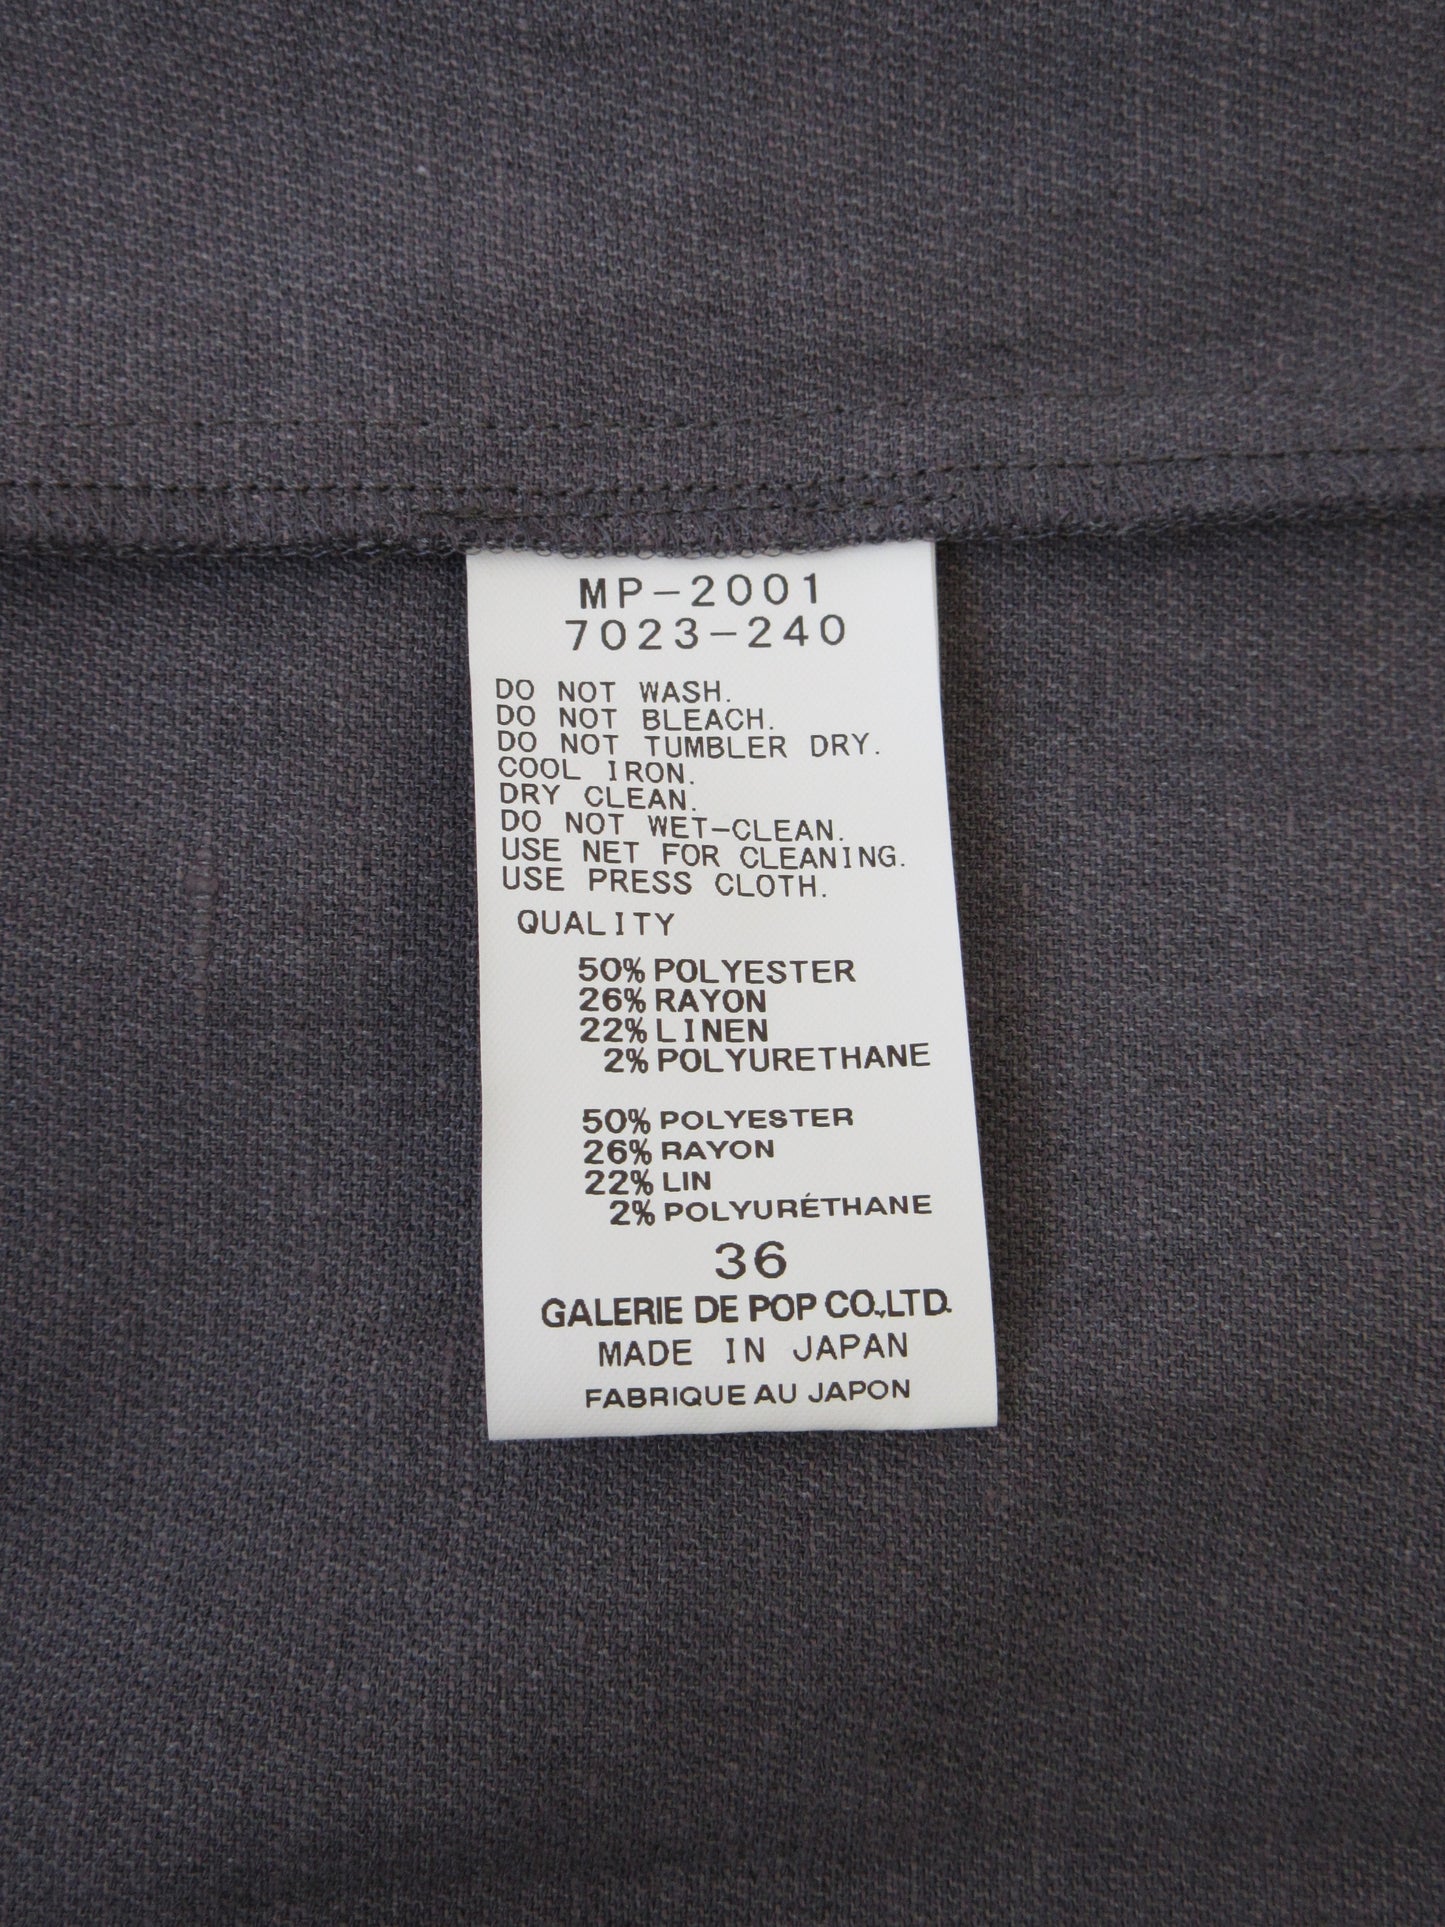 MP-2001
7023-240
DO NOT WASH.
DO NOT BLEACH.
DO NOT TUMBLER DRY.
COOL IRON.
DRY CLEAN.
DO NOT WET-CLEAN.
USE NET FOR CLEANING.
USE PRESS CLOTH.
QUALITY
50% POLYESTER
26% RAYON
22% LINEN
2% POLYURETHANE
50% POLYESTER
26% RAYON
22% LIN
2% POLYURÉTHANE
36
GALERIE DE POP CO.,LTD.
MADE IN JAPAN
FABRIQUE AU JAPON